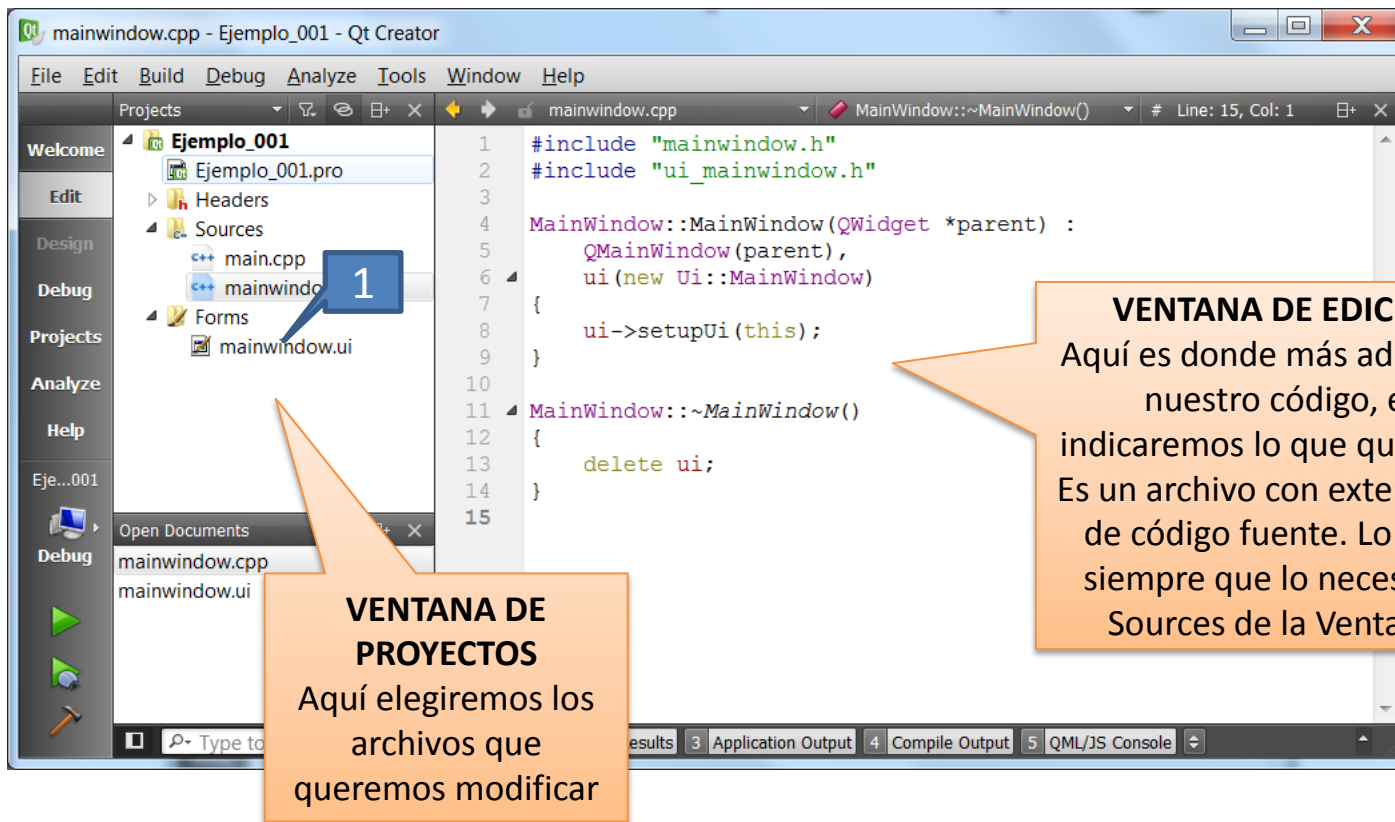 mainwindow.cpp - Ejemplo_001 - Qt Creator
File Edit Build Debug Analyze Tools Window Help
Projects
mainwindow.cpp
MainWindow::~MainWindow()
# Line: 15, Col: 1
Welcome
Edit
Design
Debug
Projects
Analyze
Help
Eje...001
Debug
Ejemplo_001
Ejemplo_001.pro
Headers
Sources
main.cpp
mainwindo
Forms
mainwindow.ui
1
Open Documents
mainwindow.cpp
mainwindow.ui
1 #include "mainwindow.h"
2 #include "ui_mainwindow.h"
3
4 MainWindow::MainWindow(QWidget *parent) :
5 QMainWindow(parent),
6 ui(new Ui::MainWindow)
7 {
8 ui->setupUi(this);
9 }
10
11 MainWindow::~MainWindow()
12 {
13 delete ui;
14 }
15
VENTANA DE EDIC
Aquí es donde más ad
nuestro código, e
indicaremos lo que qu
Es un archivo con exte
de código fuente. Lo
siempre que lo neces
Sources de la Venta
VENTANA DE
PROYECTOS
Aquí elegiremos los
archivos que
queremos modificar
Type to
esults 3 Application Output 4 Compile Output 5 QML/JS Console